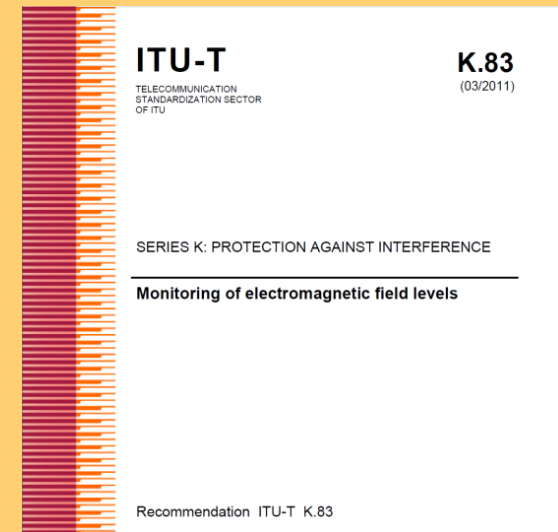 ITU-T
K.83
TELECOMMUNICATION
(03/2011)
STANDARDIZATION SECTOR
OF ITU
SERIES K: PROTECTION AGAINST INTERFERENCE
Monitoring of electromagnetic field levels
Recommendation ITU-T K.83